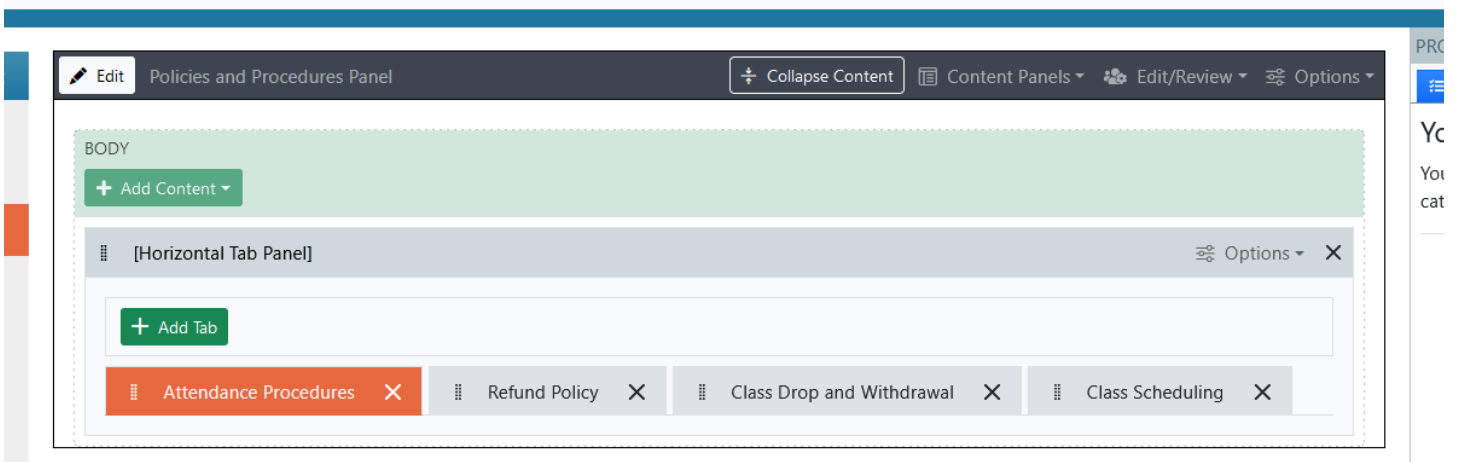 Edit Policies and Procedures Panel Collapse Content Content Panels Edit/Review Options
BODY
Add Content
[Horizontal Tab Panel] Options
Add Tab
Attendance Procedures Refund Policy Class Drop and Withdrawal Class Scheduling